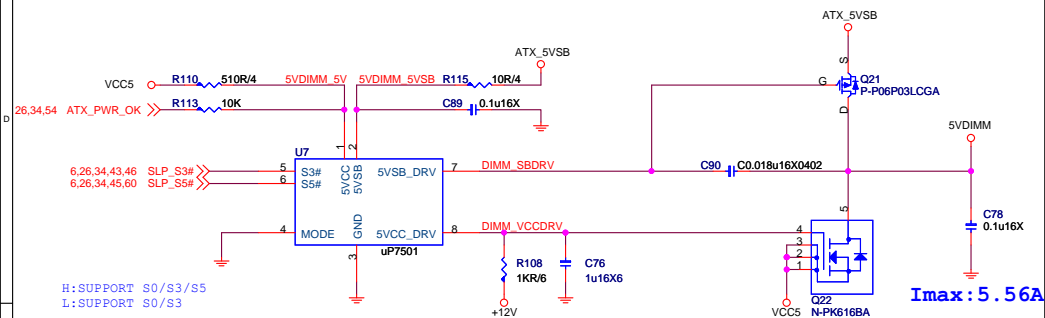 ATX_5VSB
ATX_5VSB
VCC5
R110
510R/4
5VDIMM_5V
5VDIMM_5VSB
R115
10R/4
S
G
Q21
P-P06P03LCGA
D
26,34,54
ATX_PWR_OK
R113
10K
C89
0.1u16X
D
5VDIMM
U7
1
2
6,26,34,43,46
SLP_S3#
5
S3#
5VCC
5VSB
5VSB_DRV
7
DIMM_SBDRV
C90
C0.018u16X0402
6,26,34,45,60
SLP_S5#
6
S5#
5
C78
0.1u16X
4
MODE
GND
5VCC_DRV
8
DIMM_VCCDRV
4
3
2
1
uP7501
3
R108
1KR/6
C76
1u16X6
H:SUPPORT S0/S3/S5
L:SUPPORT S0/S3
+12V
VCC5
Q22
N-PK616BA
Imax:5.56A